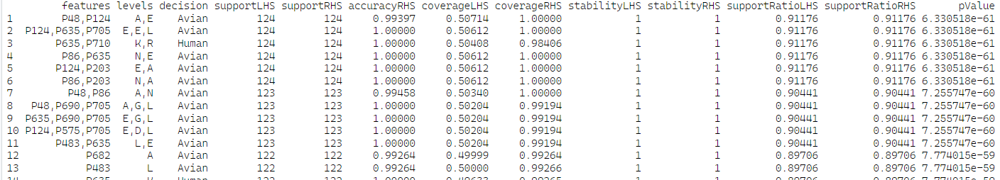 features levels decision supportLHS supportRHS accuracyRHS coverageLHS coverageRHS stabilityLHS stabilityRHS supportRatioLHS supportRatioRHS pValue
1 P48,P124 A,E Avian 124 124 0.99397 0.50714 1.00000 1 1 0.91176 0.91176 6.330518e-61
2 P124,P635,P705 E,E,L Avian 124 124 1.00000 0.50612 1.00000 1 1 0.91176 0.91176 6.330518e-61
3 P635,P710 K,R Human 124 124 1.00000 0.50408 0.98406 1 1 0.91176 0.91176 6.330518e-61
4 P86,P635 N,E Avian 124 124 1.00000 0.50612 1.00000 1 1 0.91176 0.91176 6.330518e-61
5 P124,P203 E,A Avian 124 124 1.00000 0.50612 1.00000 1 1 0.91176 0.91176 6.330518e-61
6 P86,P203 N,A Avian 124 124 1.00000 0.50612 1.00000 1 1 0.91176 0.91176 6.330518e-61
7 P48,P86 A,N Avian 123 123 0.99458 0.50340 1.00000 1 1 0.90441 0.90441 7.255747e-60
8 P48,P690,P705 A,G,L Avian 123 123 1.00000 0.50204 0.99194 1 1 0.90441 0.90441 7.255747e-60
9 P635,P690,P705 E,G,L Avian 123 123 1.00000 0.50204 0.99194 1 1 0.90441 0.90441 7.255747e-60
10 P124,P575,P705 E,D,L Avian 123 123 1.00000 0.50204 0.99194 1 1 0.90441 0.90441 7.255747e-60
11 P483,P635 L,E Avian 123 123 1.00000 0.50204 0.99194 1 1 0.90441 0.90441 7.255747e-60
12 P682 A Avian 122 122 0.99264 0.49999 0.99264 1 1 0.89706 0.89706 7.774015e-59
13 P483 L Avian 122 122 0.99264 0.50000 0.99266 1 1 0.89706 0.89706 7.774015e-59